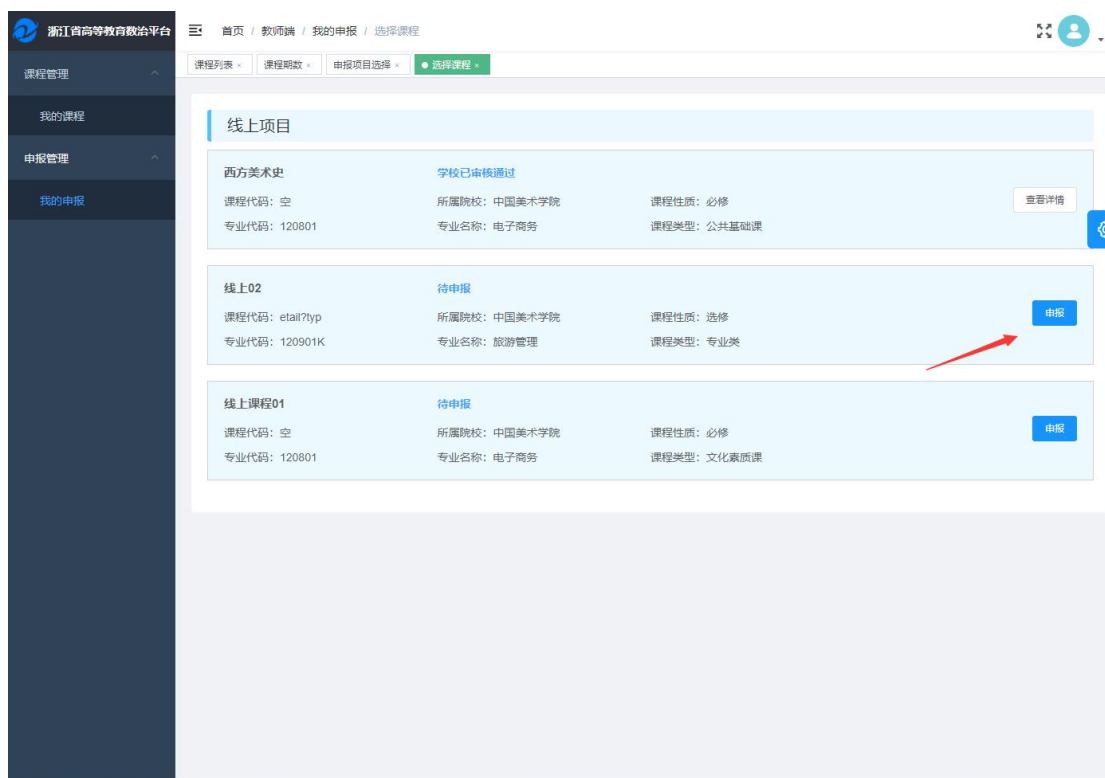 浙江省高等教育数治平台
首页 / 教师端 / 我的申报 / 选择课程
课程列表 × 课程期数 × 申报项目选择 × 选择课程 ×
课程管理
我的课程
申报管理
我的申报
线上项目
西方美术史 学校已审核通过
课程代码：空 所属院校：中国美术学院 课程性质：必修
专业代码：120801 专业名称：电子商务 课程类型：公共基础课
查看详情
线上02 待申报
课程代码：etail?typ 所属院校：中国美术学院 课程性质：选修
专业代码：120901K 专业名称：旅游管理 课程类型：专业类
申报
线上课程01 待申报
课程代码：空 所属院校：中国美术学院 课程性质：必修
专业代码：120801 专业名称：电子商务 课程类型：文化素质课
申报